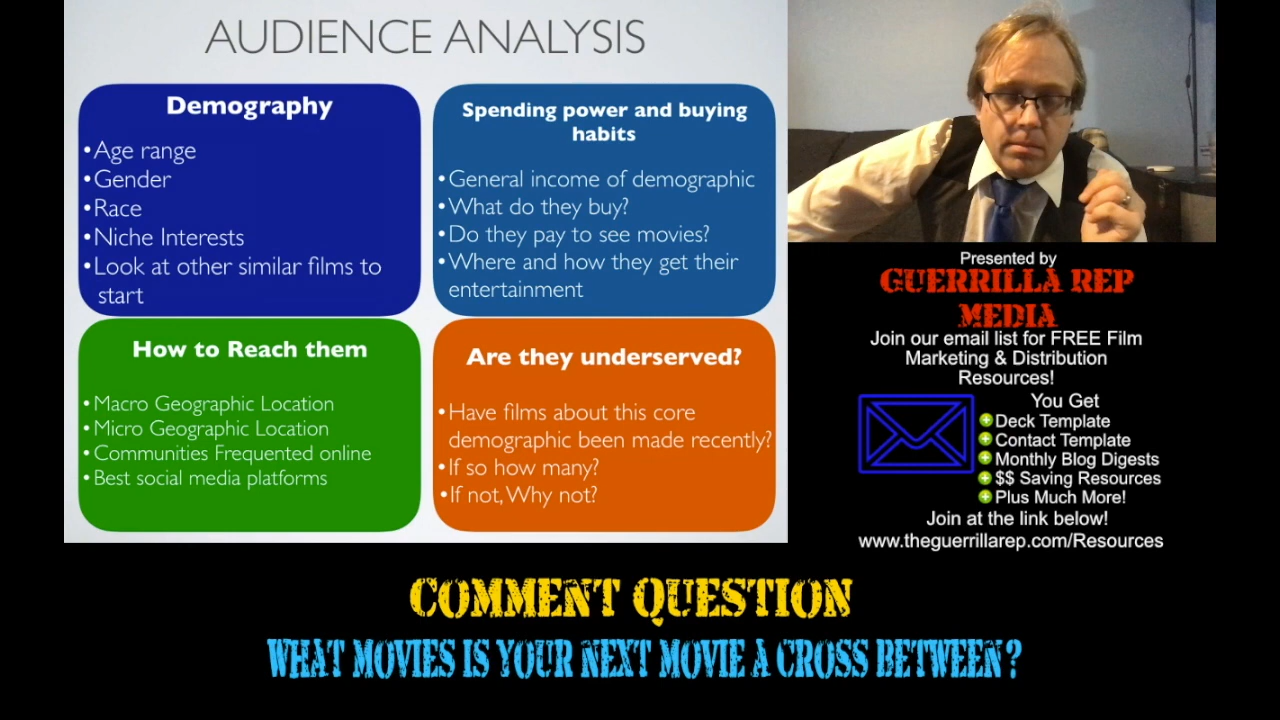 AUDIENCE ANALYSIS
Demography
•Age range
•Gender
•Race
•Niche Interests
•Look at other similar films to
start
Spending power and buying
habits
•General income of demographic
•What do they buy?
•Do they pay to see movies?
•Where and how they get their
entertainment
How to Reach them
•Macro Geographic Location
•Micro Geographic Location
•Communities Frequented online
•Best social media platforms
Are they underserved?
•Have films about this core
demographic been made recently?
•If so how many?
•If not, Why not?
Presented by
GUERRILLA REP
MEDIA
Join our email list for FREE Film
Marketing & Distribution
Resources!
You Get
Deck Template
Contact Template
Monthly Blog Digests
$$ Saving Resources
Plus Much More!
Join at the link below!
www.theguerrillarep.com/Resources
COMMENT QUESTION
WHAT MOVIES IS YOUR NEXT MOVIE A CROSS BETWEEN?